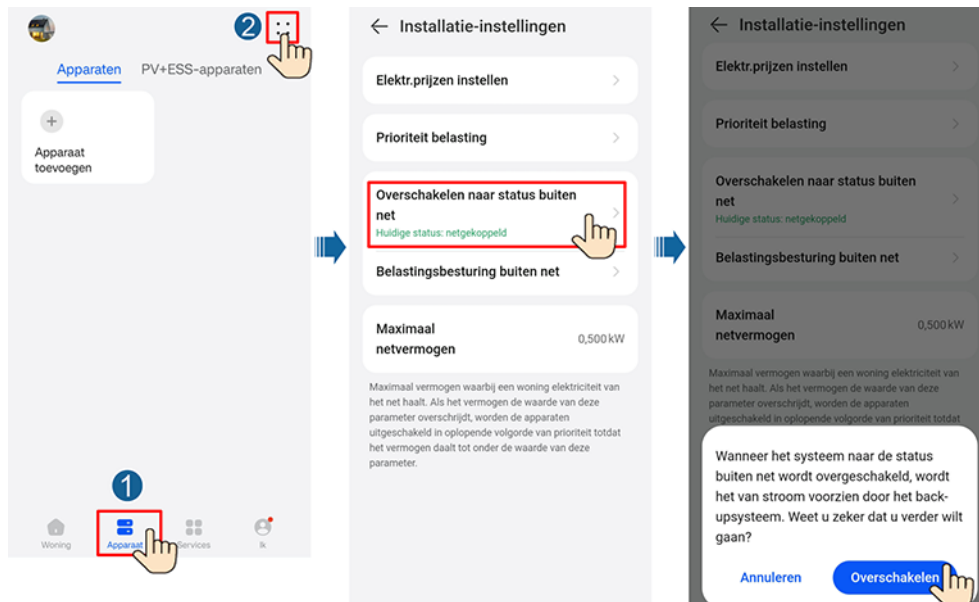 2
Apparaten PV+ESS-apparaten
Apparaat
toevoegen
1
Woning Apparaat Services Ik
Installatie-instellingen
Elektr.prijzen instellen
Prioriteit belasting
Overschakelen naar status buiten
net
Huidige status: netgekoppeld
Belastingsbesturing buiten net
Maximaal
netvermogen
0,500 kW
Maximaal vermogen waarbij een woning elektriciteit van
het net haalt. Als het vermogen de waarde van deze
parameter overschrijdt, worden de apparaten
uitgeschakeld in oplopende volgorde van prioriteit totdat
het vermogen daalt tot onder de waarde van deze
parameter.
Installatie-instellingen
Elektr.prijzen instellen
Prioriteit belasting
Overschakelen naar status buiten
net
Huidige status: netgekoppeld
Belastingsbesturing buiten net
Maximaal
netvermogen
0,500 kW
Maximaal vermogen waarbij een woning elektriciteit van
het net haalt. Als het vermogen de waarde van deze
parameter overschrijdt, worden de apparaten
uitgeschakeld in oplopende volgorde van prioriteit totdat
Wanneer het systeem naar de status
buiten net wordt overgeschakeld, wordt
het van stroom voorzien door het back-
upsysteem. Weet u zeker dat u verder wilt
gaan?
Annuleren Overschakelen